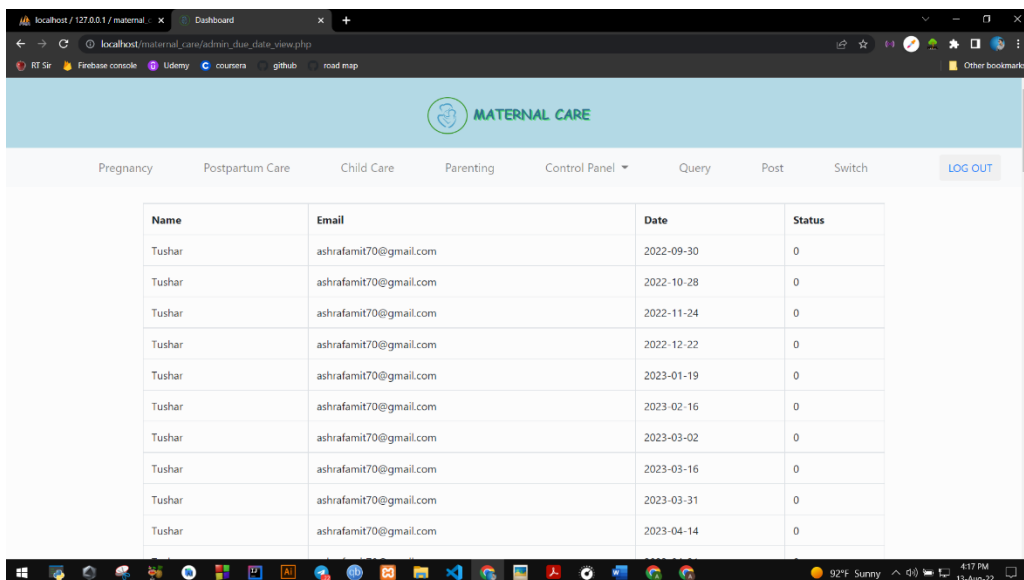 localhost / 127.0.0.1 / maternal_c
Dashboard
localhost/maternal_care/admin_due_date_view.php
RT Sir Firebase console Udemy coursera github road map Other bookmarks
MATERNAL CARE
Pregnancy Postpartum Care Child Care Parenting Control Panel Query Post Switch LOG OUT
Name Email Date Status
Tushar ashrafamit70@gmail.com 2022-09-30 0
Tushar ashrafamit70@gmail.com 2022-10-28 0
Tushar ashrafamit70@gmail.com 2022-11-24 0
Tushar ashrafamit70@gmail.com 2022-12-22 0
Tushar ashrafamit70@gmail.com 2023-01-19 0
Tushar ashrafamit70@gmail.com 2023-02-16 0
Tushar ashrafamit70@gmail.com 2023-03-02 0
Tushar ashrafamit70@gmail.com 2023-03-16 0
Tushar ashrafamit70@gmail.com 2023-03-31 0
Tushar ashrafamit70@gmail.com 2023-04-14 0
92°F Sunny 4:17 PM
13-Aug-22